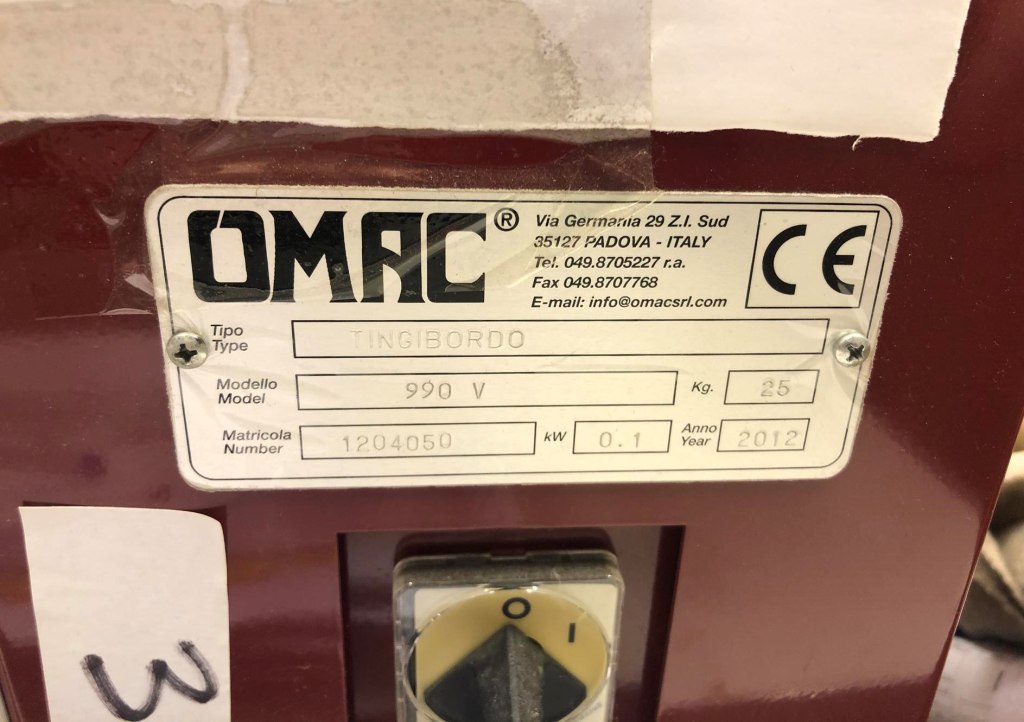 OMAC®
Via Germania 29 Z.I. Sud
35127 PADOVA - ITALY
Tel. 049.8705227 r.a.
Fax 049.8707768
E-mail: info@omacsrl.com
CE
Tipo
Type
TINGIBORDO
Modello
Model
990 V
Kg. 25
Matricola
Number
1204050
kW 0.1
Anno
Year
2012
O
I